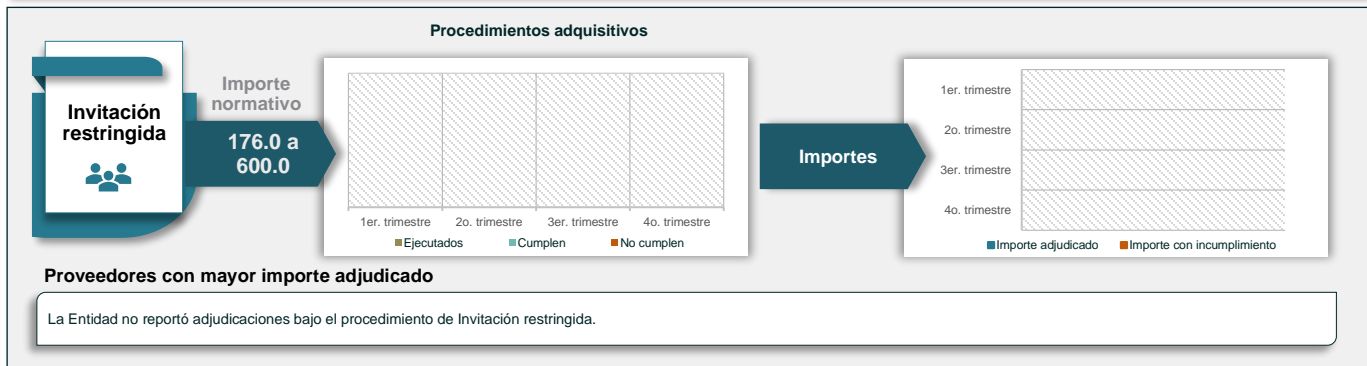 Procedimientos adquisitivos
Invitación
restringida
Importe
normativo
176.0 a
600.0
1er. trimestre
2o. trimestre
3er. trimestre
4o. trimestre
Ejecutados
Cumplen
No cumplen
Importes
1er. trimestre
2o. trimestre
3er. trimestre
4o. trimestre
Importe adjudicado
Importe con incumplimiento
Proveedores con mayor importe adjudicado
La Entidad no reportó adjudicaciones bajo el procedimiento de Invitación restringida.